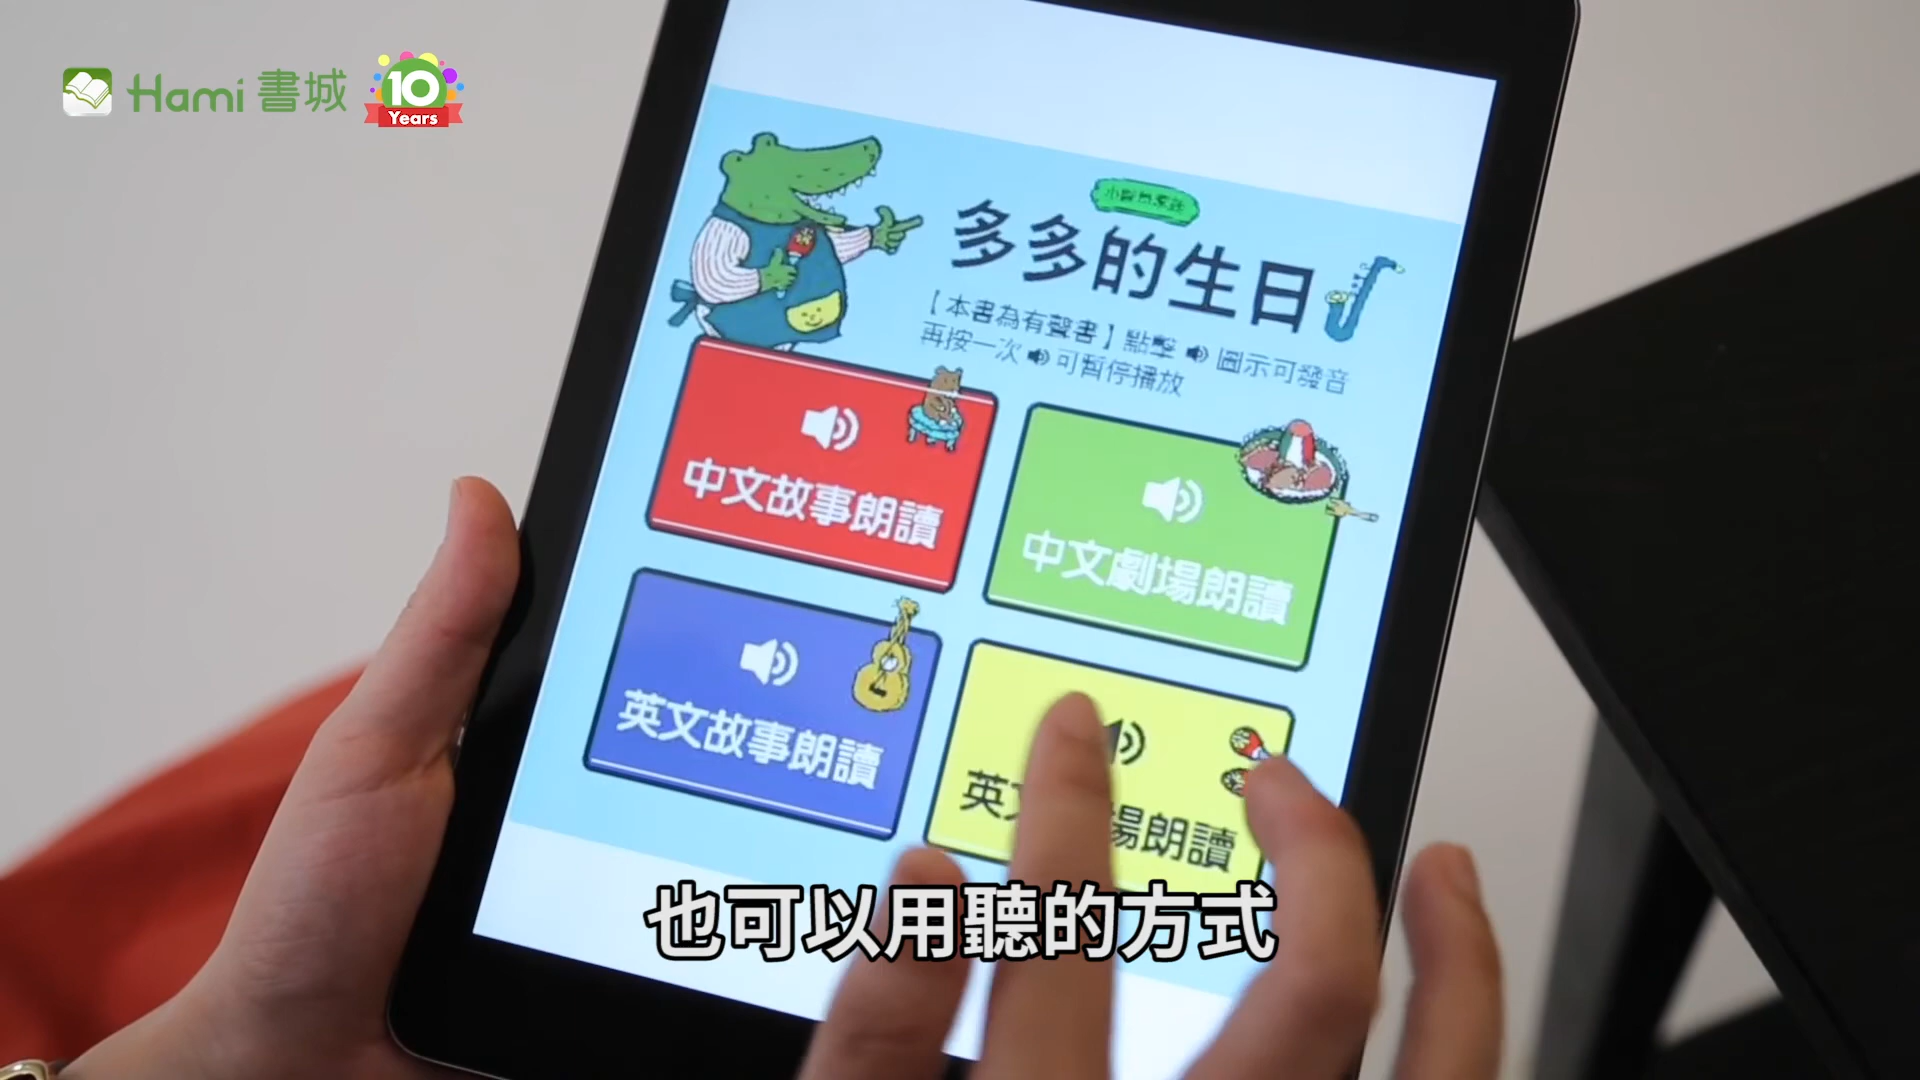 Hami 書城
10
Years
多多的生日
【本書為有聲書】點擊 圖示可發音
再按一次 可暫停播放
中文故事朗讀
中文劇場朗讀
英文故事朗讀
英文 場朗讀
也可以用聽的方式